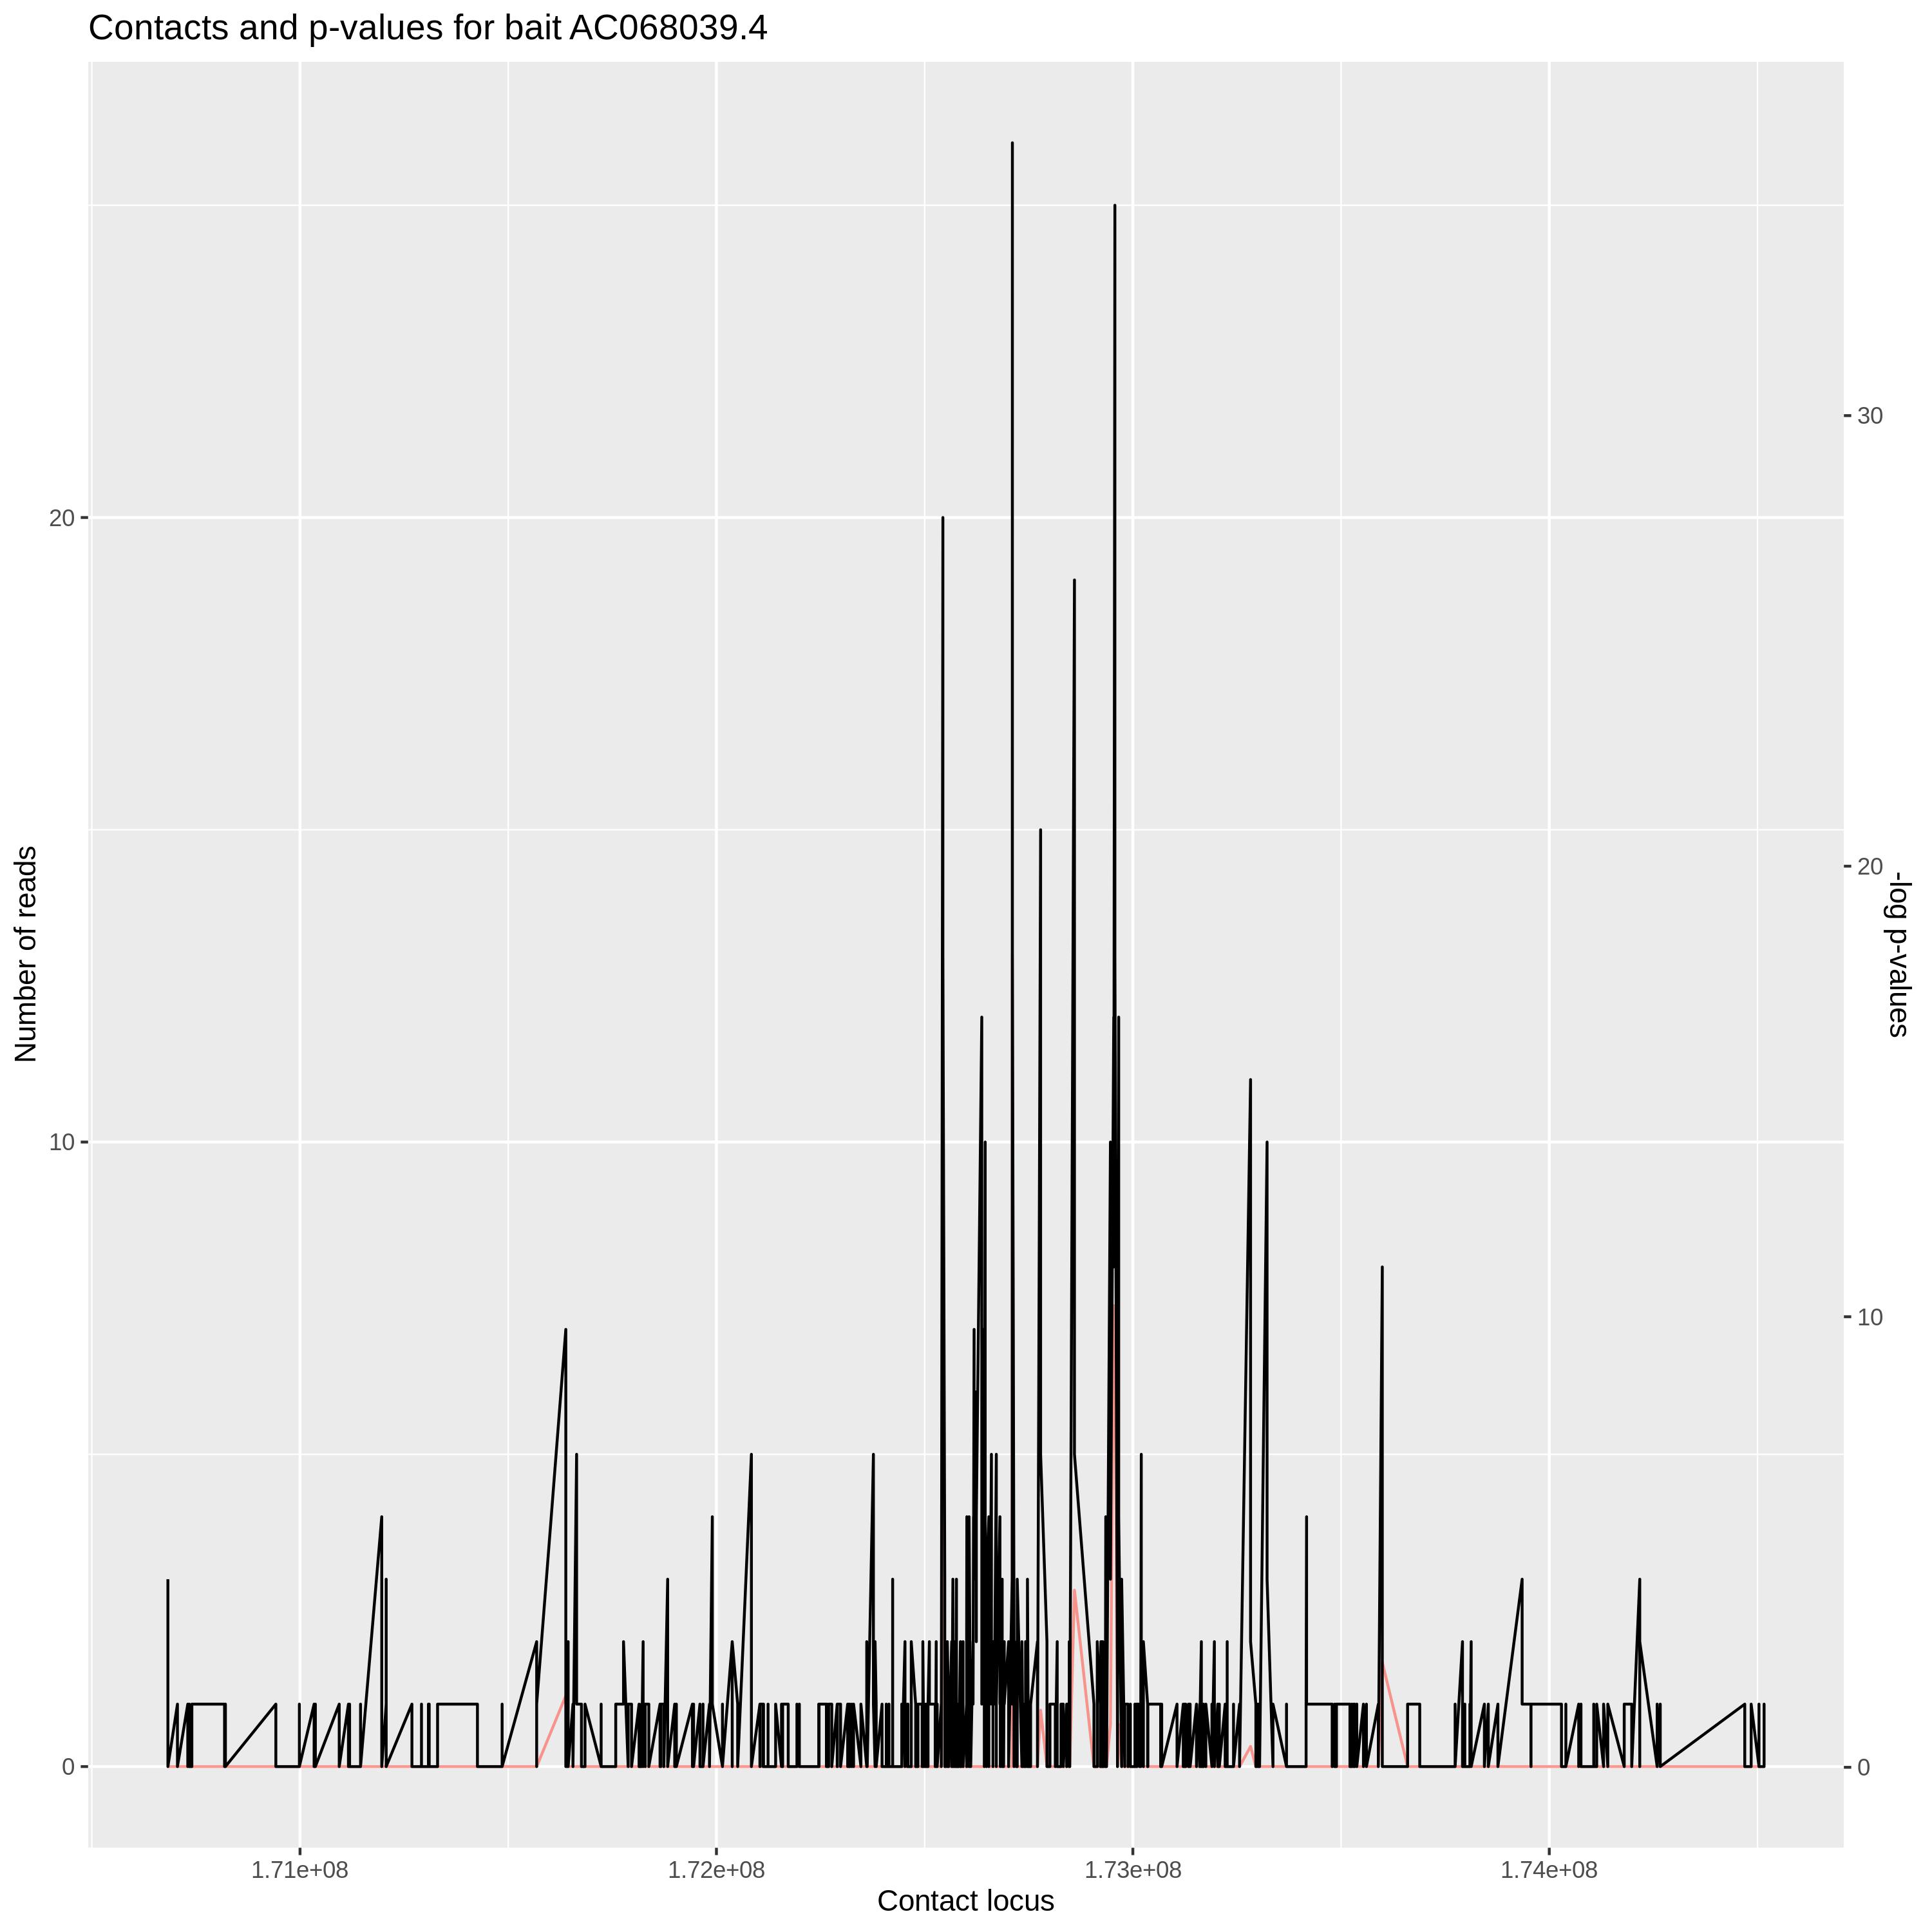 Contacts and p-values for bait AC068039.4
Number of reads
20
10
0
30
20
10
0
-log p-values
1.71e+08
1.72e+08
1.73e+08
1.74e+08
Contact locus